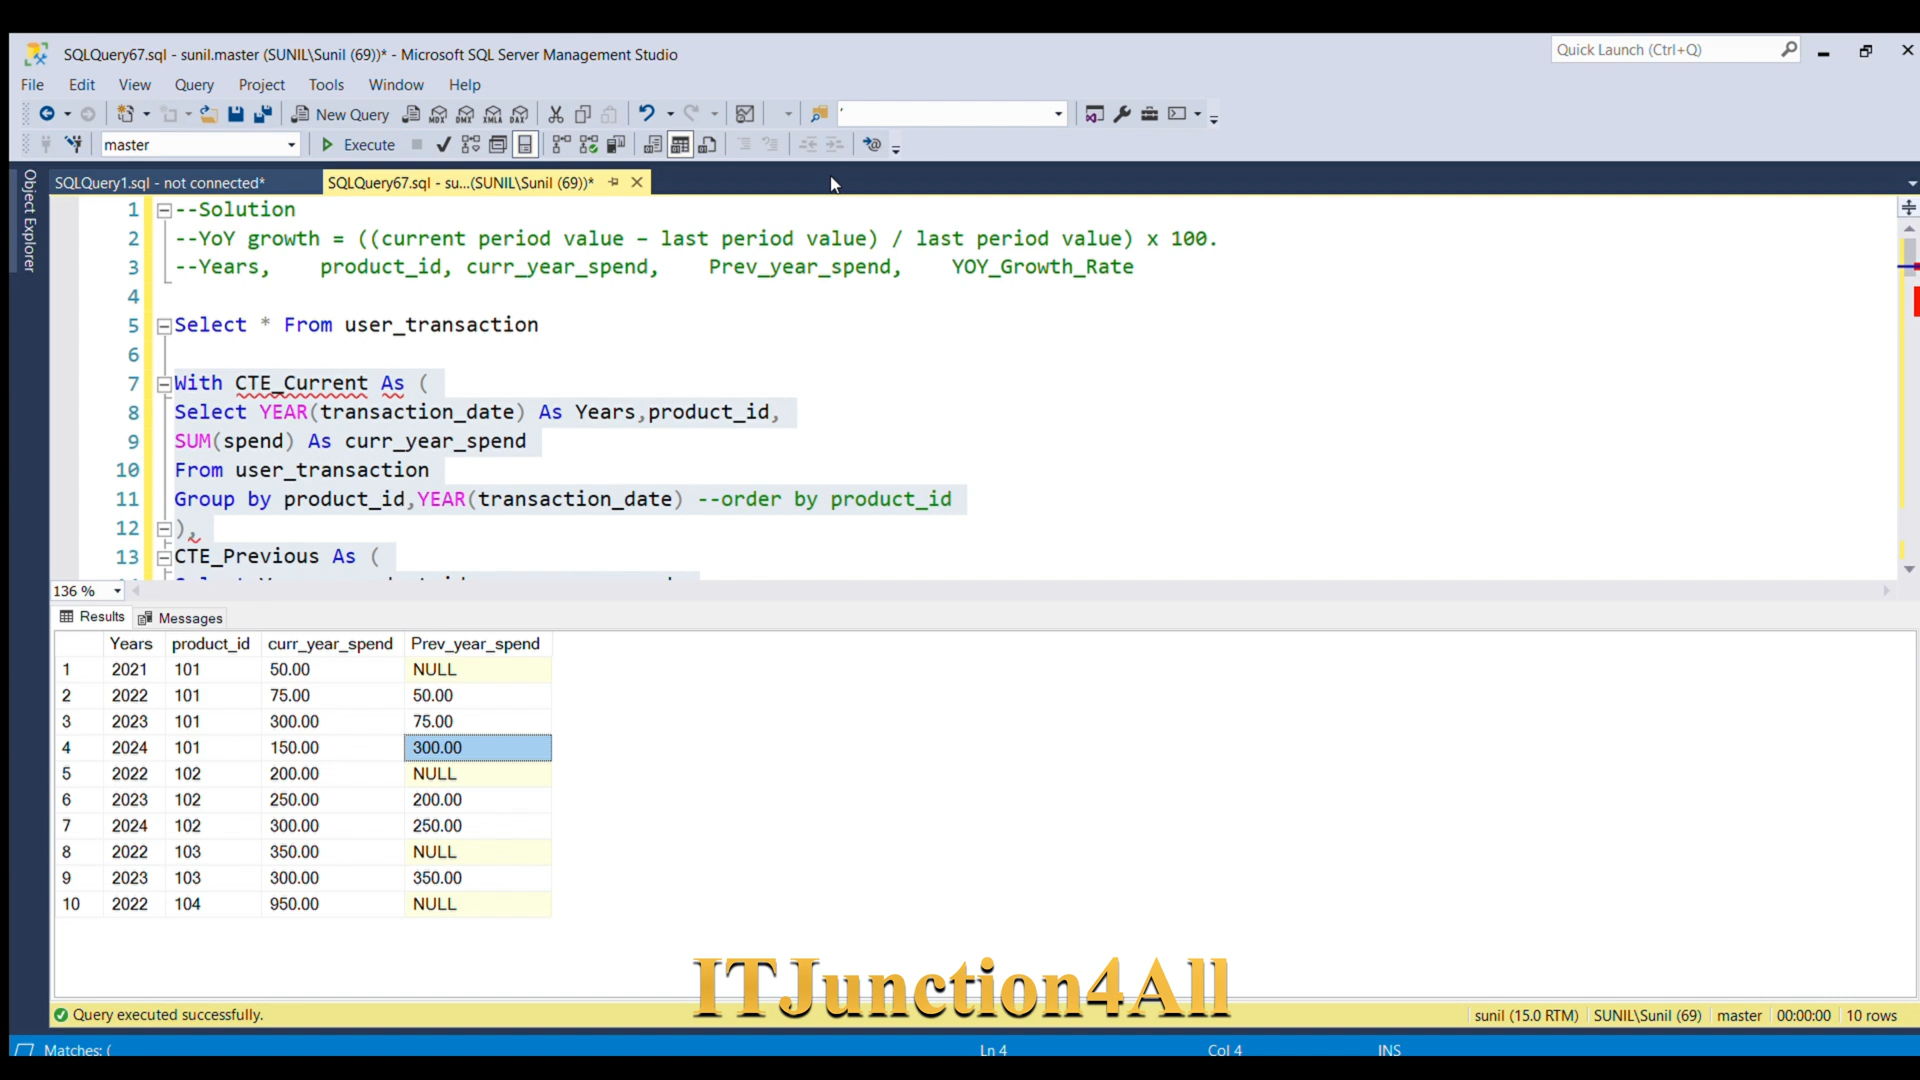 SQLQuery67.sql - sunil.master (SUNIL\Sunil (69))* - Microsoft SQL Server Management Studio
Quick Launch (Ctrl+Q)
File Edit View Query Project Tools Window Help
New Query MDX DMX XMLA DAX
master Execute
Object Explorer
SQLQuery1.sql - not connected* SQLQuery67.sql - su...(SUNIL\Sunil (69))*
1 --Solution
2 --YoY growth = ((current period value – last period value) / last period value) x 100.
3 --Years, product_id, curr_year_spend, Prev_year_spend, YOY_Growth_Rate
4
5 Select * From user_transaction
6
7 With CTE_Current As (
8 Select YEAR(transaction_date) As Years,product_id,
9 SUM(spend) As curr_year_spend
10 From user_transaction
11 Group by product_id,YEAR(transaction_date) --order by product_id
12 ),
13 CTE_Previous As (
136 %
Results Messages
Years product_id curr_year_spend Prev_year_spend
1 2021 101 50.00 NULL
2 2022 101 75.00 50.00
3 2023 101 300.00 75.00
4 2024 101 150.00 300.00
5 2022 102 200.00 NULL
6 2023 102 250.00 200.00
7 2024 102 300.00 250.00
8 2022 103 350.00 NULL
9 2023 103 300.00 350.00
10 2022 104 950.00 NULL
ITJunction4All
Query executed successfully. sunil (15.0 RTM) SUNIL\Sunil (69) master 00:00:00 10 rows
Matches: ( Ln 4 Col 4 INS